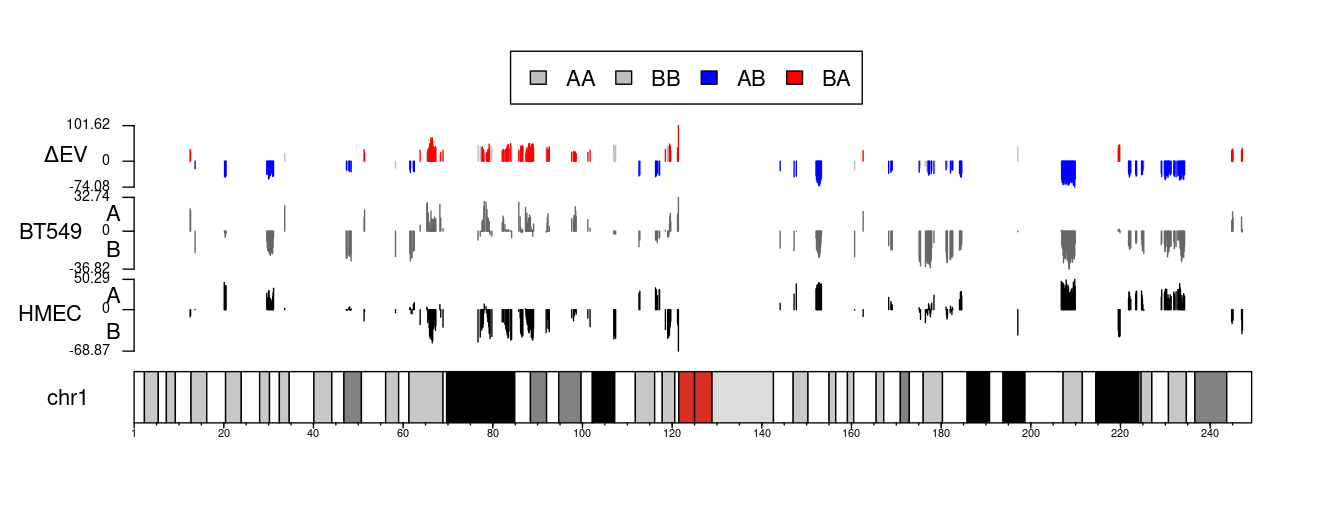 AA BB AB BA
101.62
ΔEV
0
-74.08
32.74
A
BT549
0
B
-36.82
50.29
A
HMEC
0
B
-68.87
chr1
1 20 40 60 80 100 120 140 160 180 200 220 240